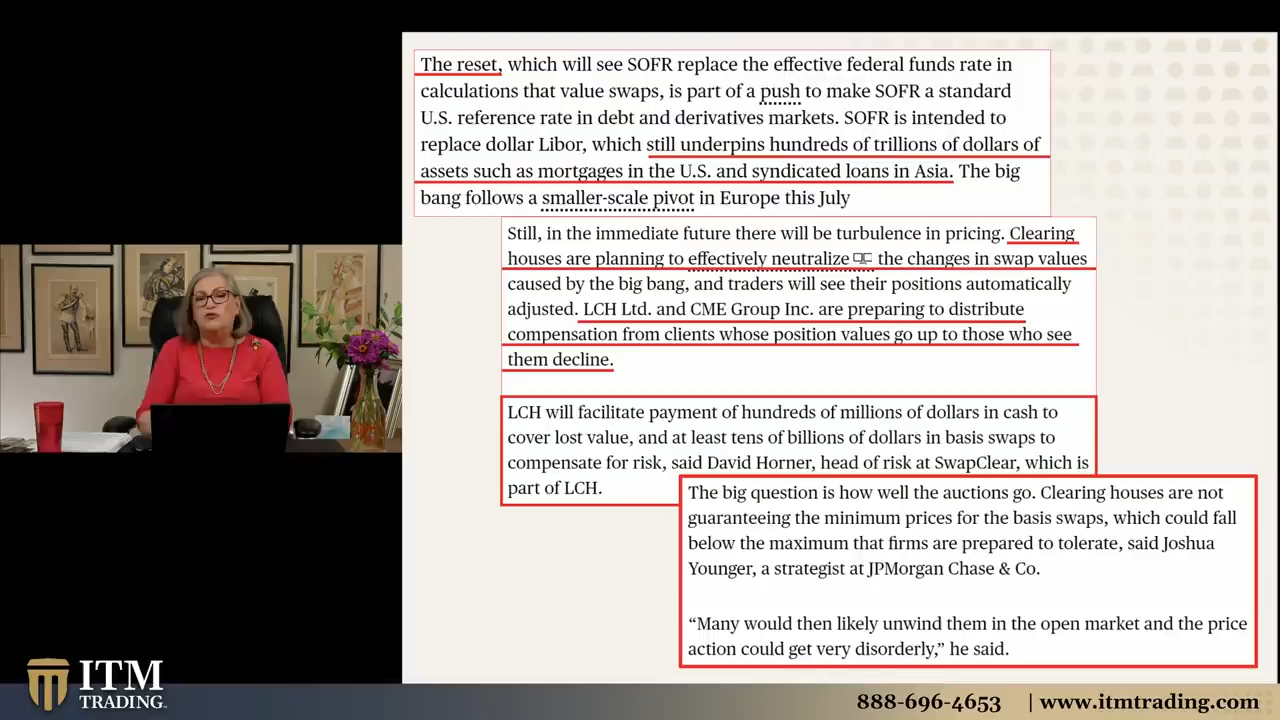 The reset, which will see SOFR replace the effective federal funds rate in
calculations that value swaps, is part of a push to make SOFR a standard
U.S. reference rate in debt and derivatives markets. SOFR is intended to
replace dollar Libor, which still underpins hundreds of trillions of dollars of
assets such as mortgages in the U.S. and syndicated loans in Asia. The big
bang follows a smaller-scale pivot in Europe this July
Still, in the immediate future there will be turbulence in pricing. Clearing
houses are planning to effectively neutralize the changes in swap values
caused by the big bang, and traders will see their positions automatically
adjusted. LCH Ltd. and CME Group Inc. are preparing to distribute
compensation from clients whose position values go up to those who see
them decline.
LCH will facilitate payment of hundreds of millions of dollars in cash to
cover lost value, and at least tens of billions of dollars in basis swaps to
compensate for risk, said David Horner, head of risk at SwapClear, which is
part of LCH.
The big question is how well the auctions go. Clearing houses are not
guaranteeing the minimum prices for the basis swaps, which could fall
below the maximum that firms are prepared to tolerate, said Joshua
Younger, a strategist at JPMorgan Chase & Co.
“Many would then likely unwind them in the open market and the price
action could get very disorderly,” he said.
ITM
TRADING
888-696-4653 | www.itmtrading.com